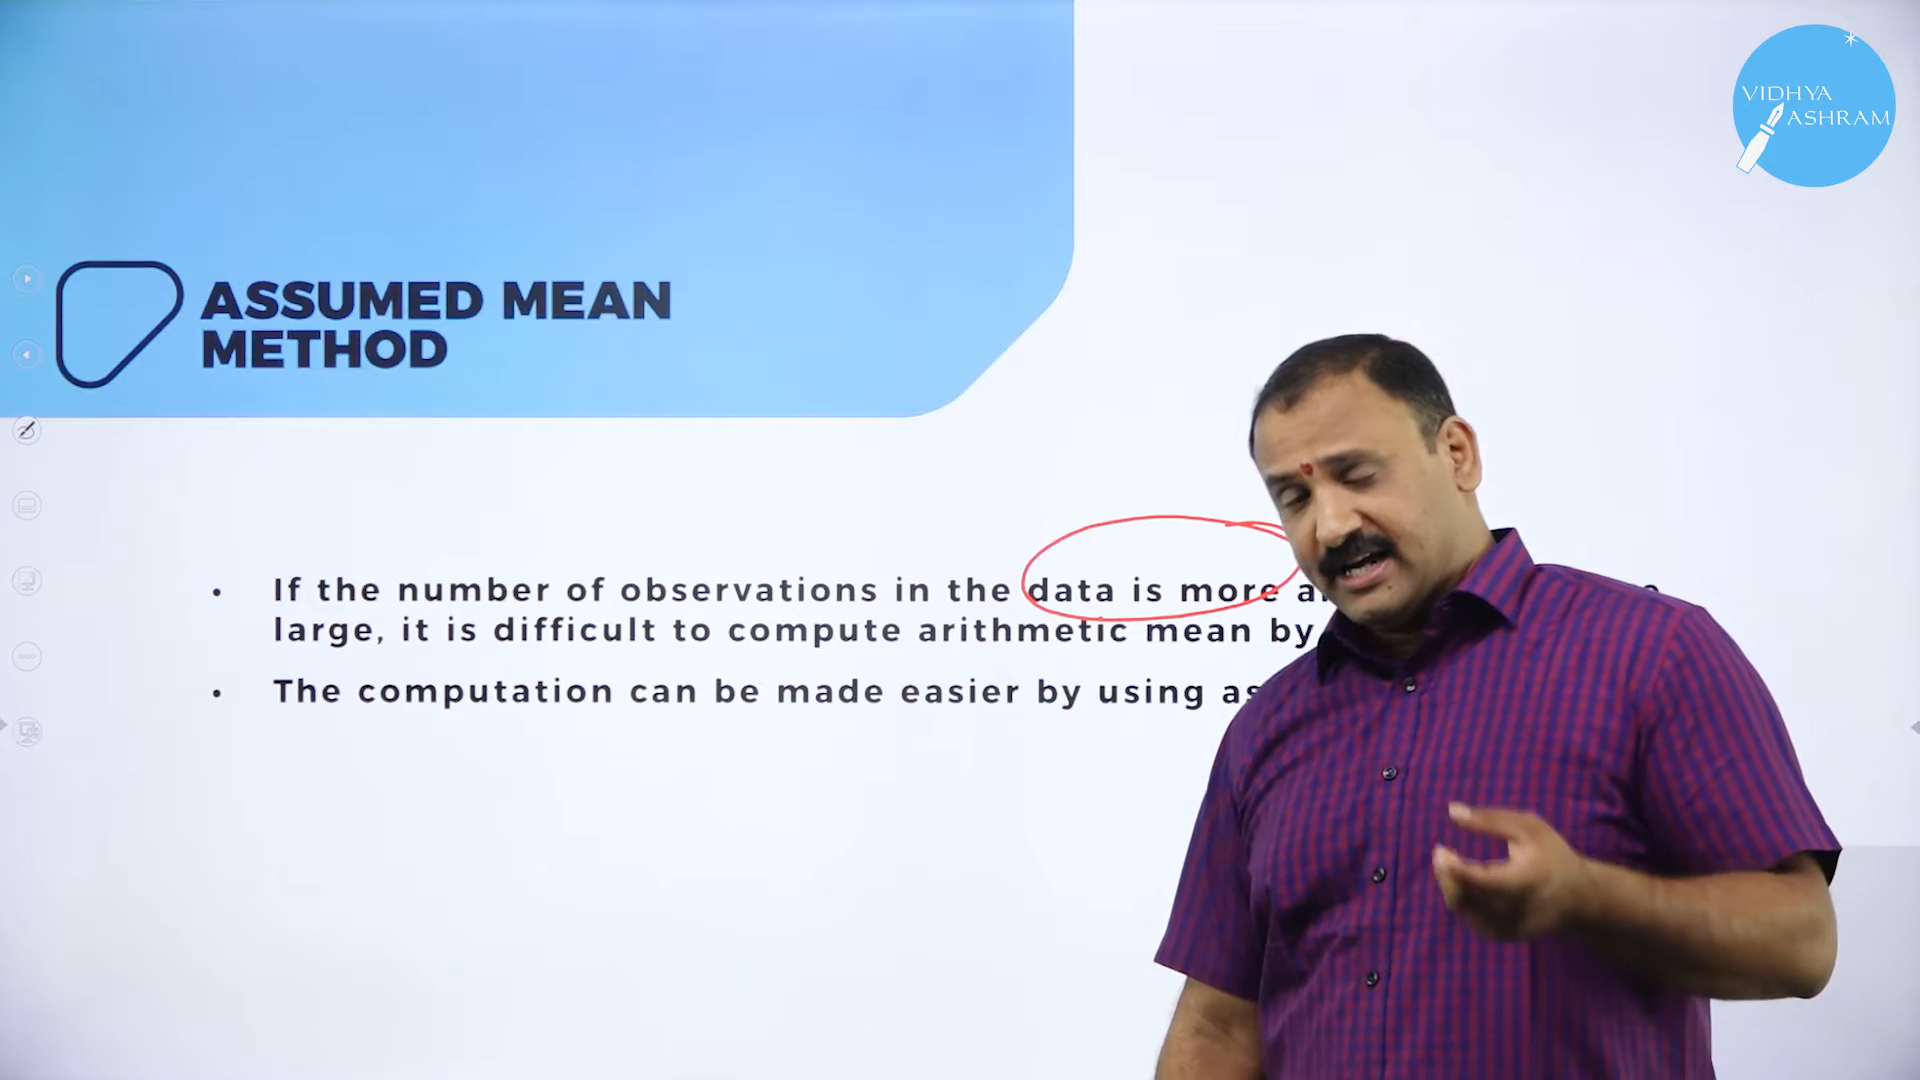 VIDHYA
ASHRAM
ASSUMED MEAN
METHOD
• If the number of observations in the data is more
large, it is difficult to compute arithmetic mean by
• The computation can be made easier by using